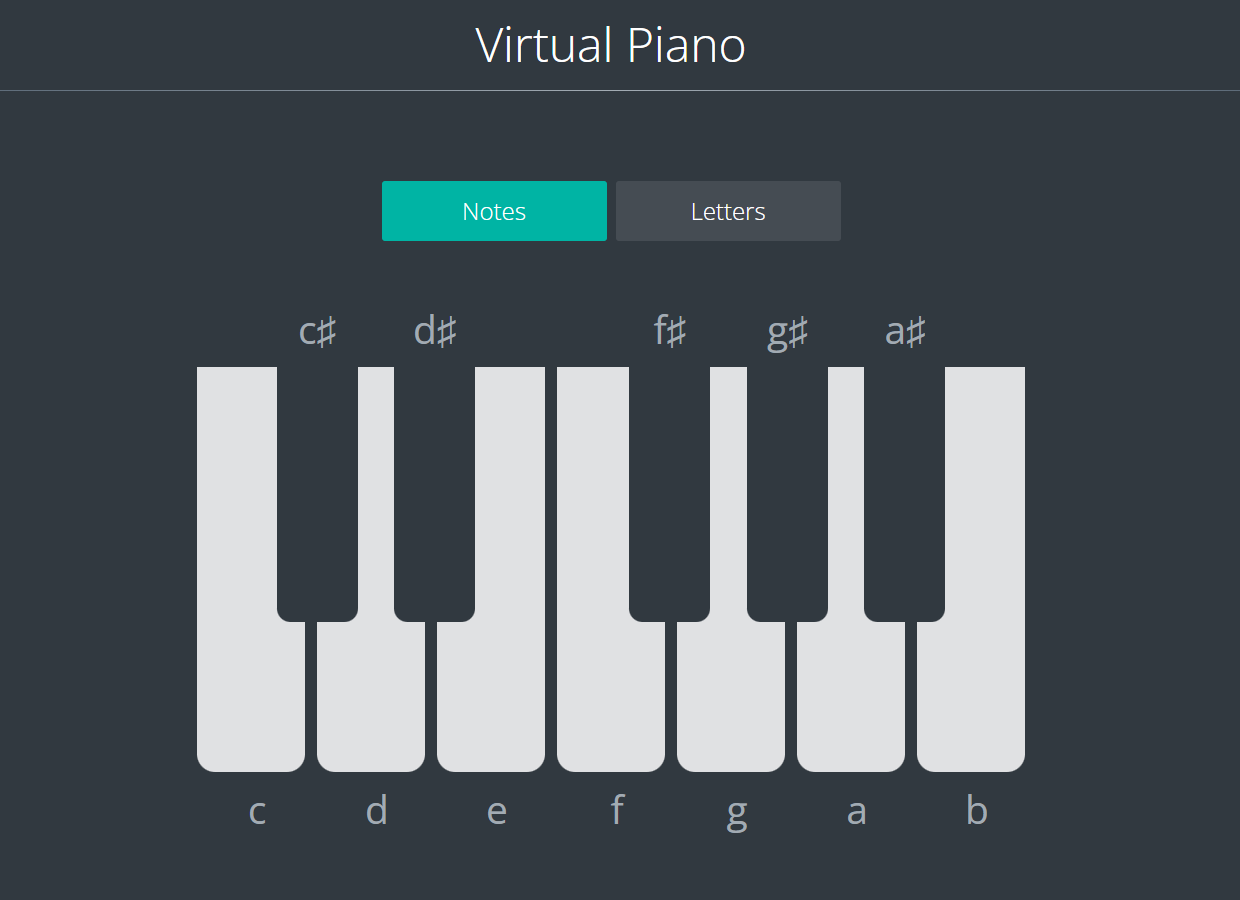 Virtual Piano
Notes Letters
c♯ d♯ f♯ g♯ a♯
c d e f g a b